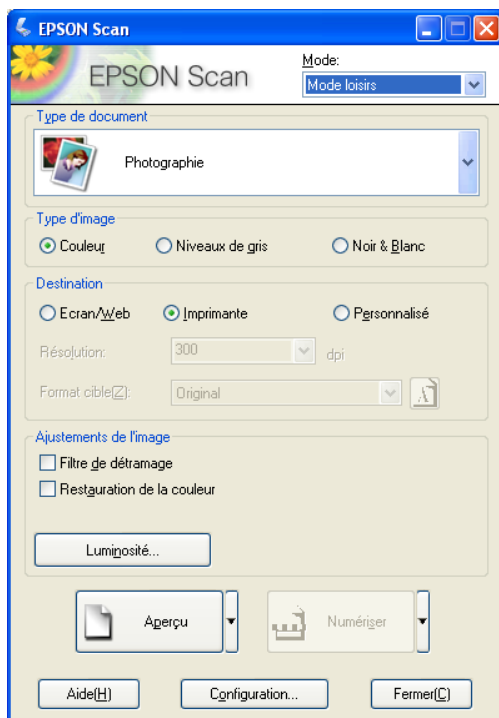 EPSON Scan
EPSON Scan
Mode:
Mode loisirs
Type de document
Photographie
Type d'image
Couleur Niveaux de gris Noir & Blanc
Destination
Ecran/Web Imprimante Personnalisé
Résolution: 300 dpi
Format cible(Z): Original A
Ajustements de l'image
Filtre de détramage
Restauration de la couleur
Luminosité...
Aperçu Numériser
Aide(H) Configuration... Fermer(C)